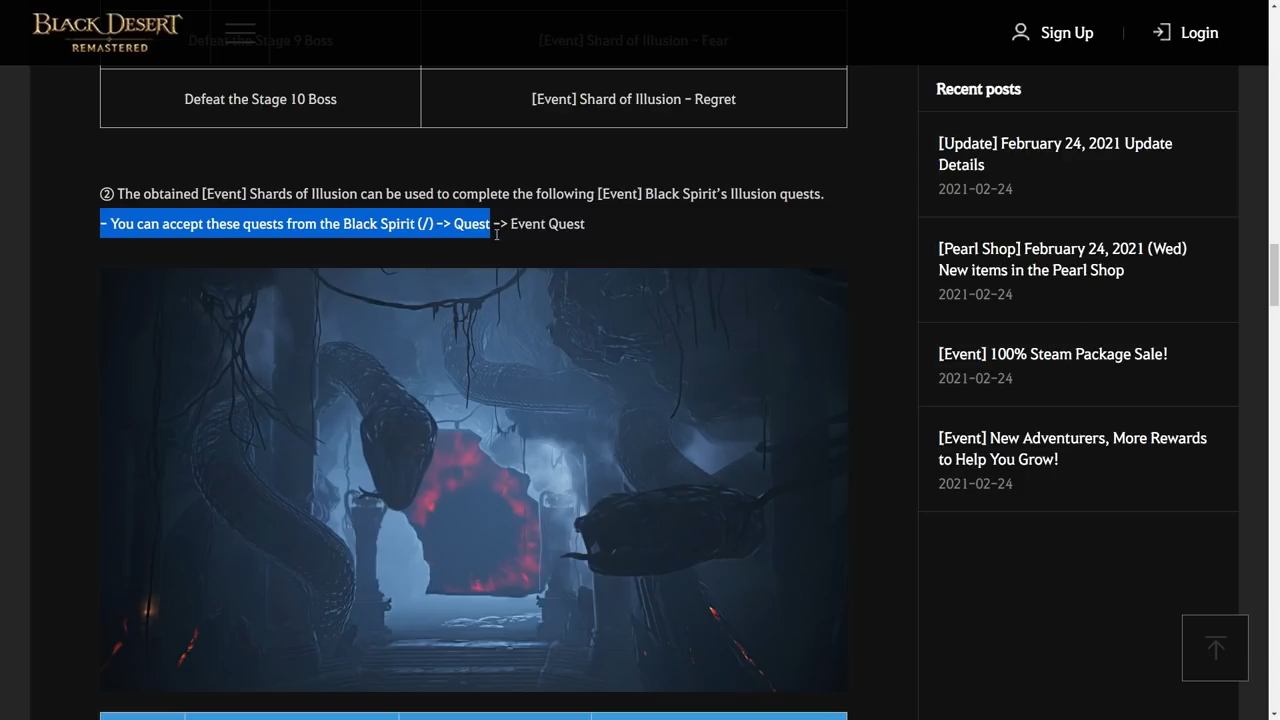 BLACK DESERT
REMASTERED
Sign Up
Login
Defeat the Stage 9 Boss
[Event] Shard of Illusion – Fear
Defeat the Stage 10 Boss
[Event] Shard of Illusion – Regret
② The obtained [Event] Shards of Illusion can be used to complete the following [Event] Black Spirit's Illusion quests.
– You can accept these quests from the Black Spirit (/) –> Quest –> Event Quest
Recent posts
[Update] February 24, 2021 Update
Details
2021-02-24
[Pearl Shop] February 24, 2021 (Wed)
New items in the Pearl Shop
2021-02-24
[Event] 100% Steam Package Sale!
2021-02-24
[Event] New Adventurers, More Rewards
to Help You Grow!
2021-02-24